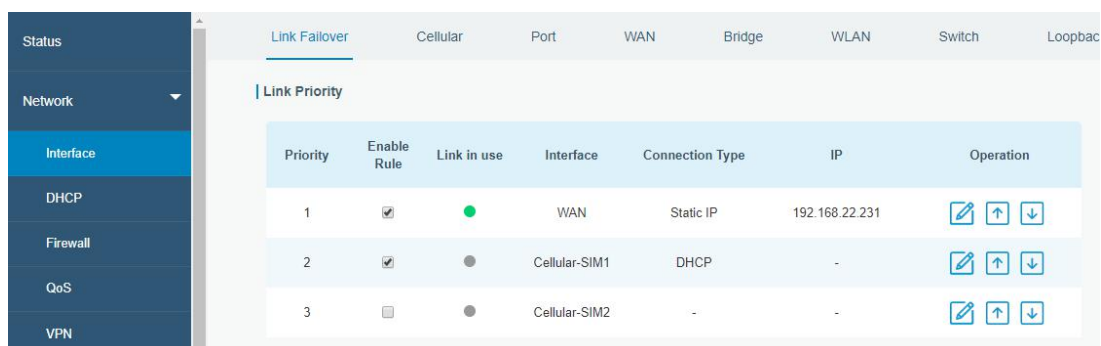 Status
Network
Interface
DHCP
Firewall
QoS
VPN
Link Failover Cellular Port WAN Bridge WLAN Switch Loopbac
Link Priority
Priority Enable Rule Link in use Interface Connection Type IP Operation
1 WAN Static IP 192.168.22.231
2 Cellular-SIM1 DHCP -
3 Cellular-SIM2 - -